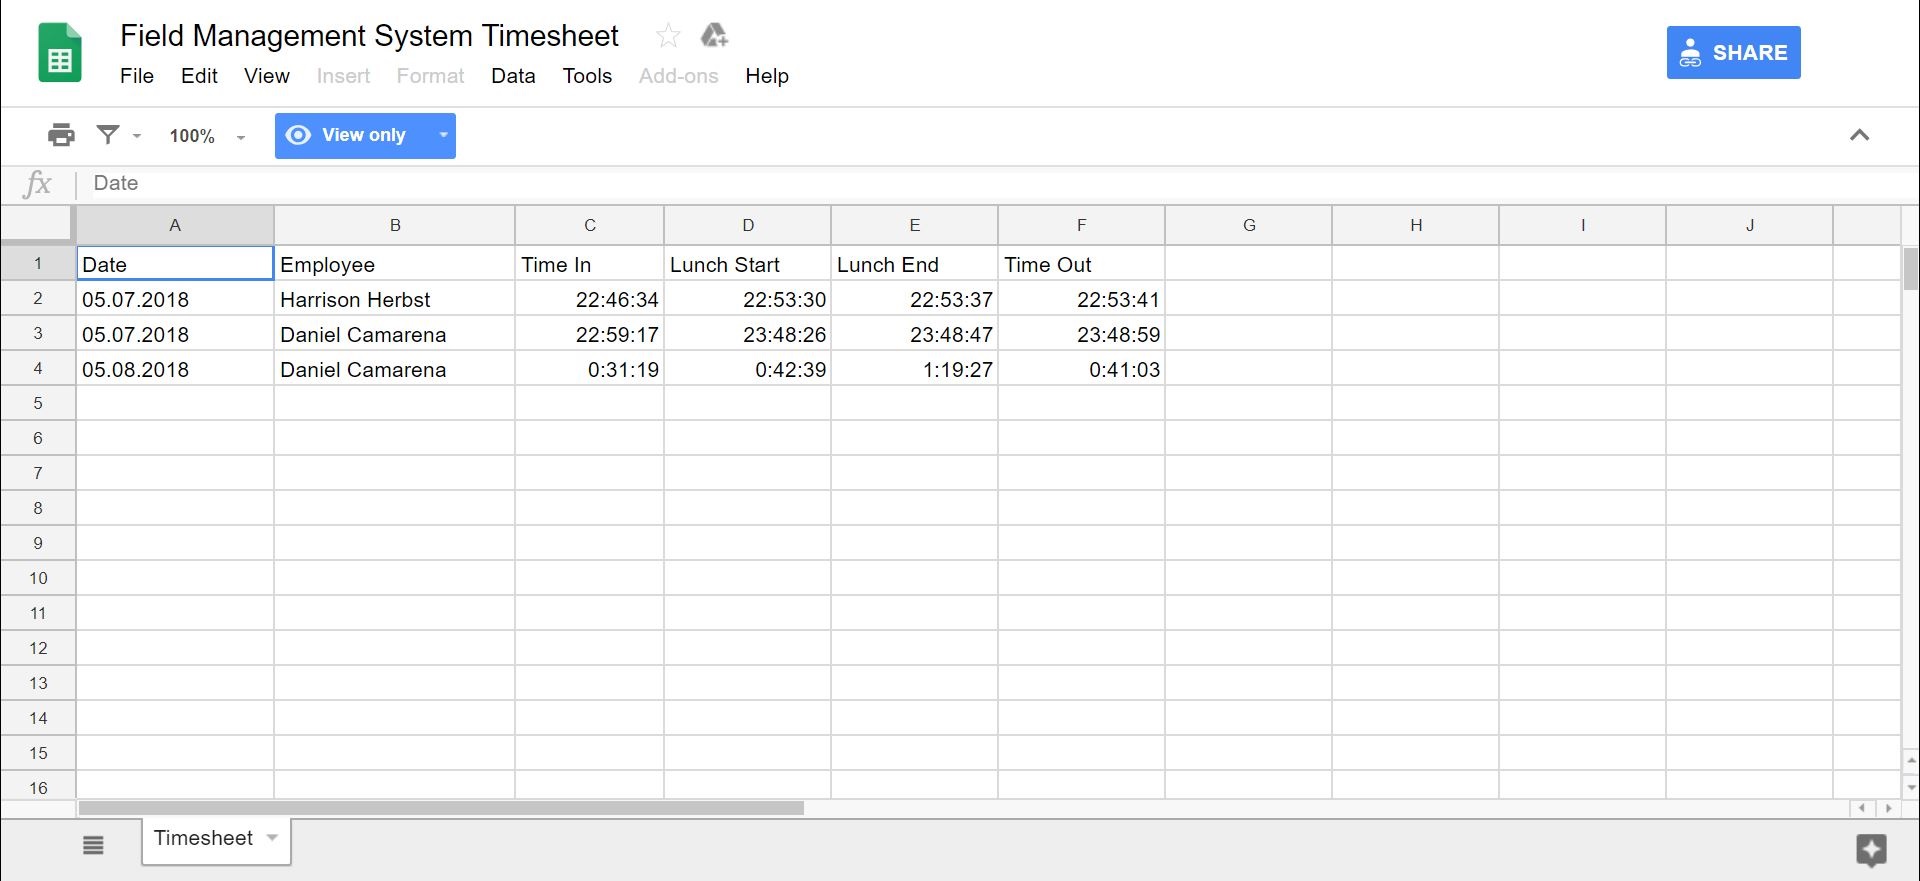 Field Management System Timesheet
File Edit View Insert Format Data Tools Add-ons Help
SHARE
100% View only
fx Date
A B C D E F G H I J
1 Date Employee Time In Lunch Start Lunch End Time Out
2 05.07.2018 Harrison Herbst 22:46:34 22:53:30 22:53:37 22:53:41
3 05.07.2018 Daniel Camarena 22:59:17 23:48:26 23:48:47 23:48:59
4 05.08.2018 Daniel Camarena 0:31:19 0:42:39 1:19:27 0:41:03
5
6
7
8
9
10
11
12
13
14
15
16
Timesheet